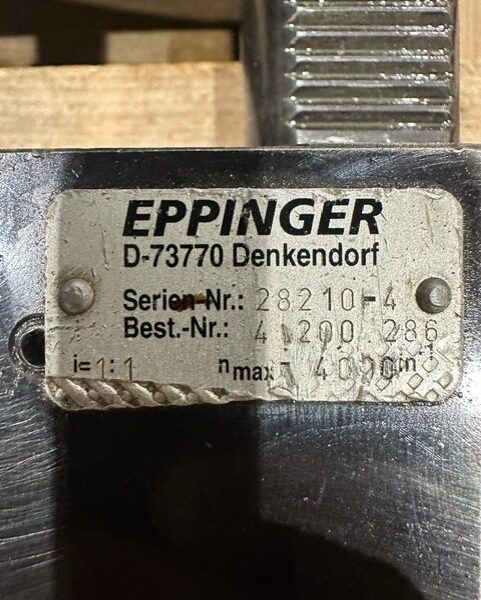 EPPINGER
D-73770 Denkendorf
Serien-Nr.: 28210-4
Best.-Nr.: 4.200.286
i= 1:1 nmax= 4000 min-1